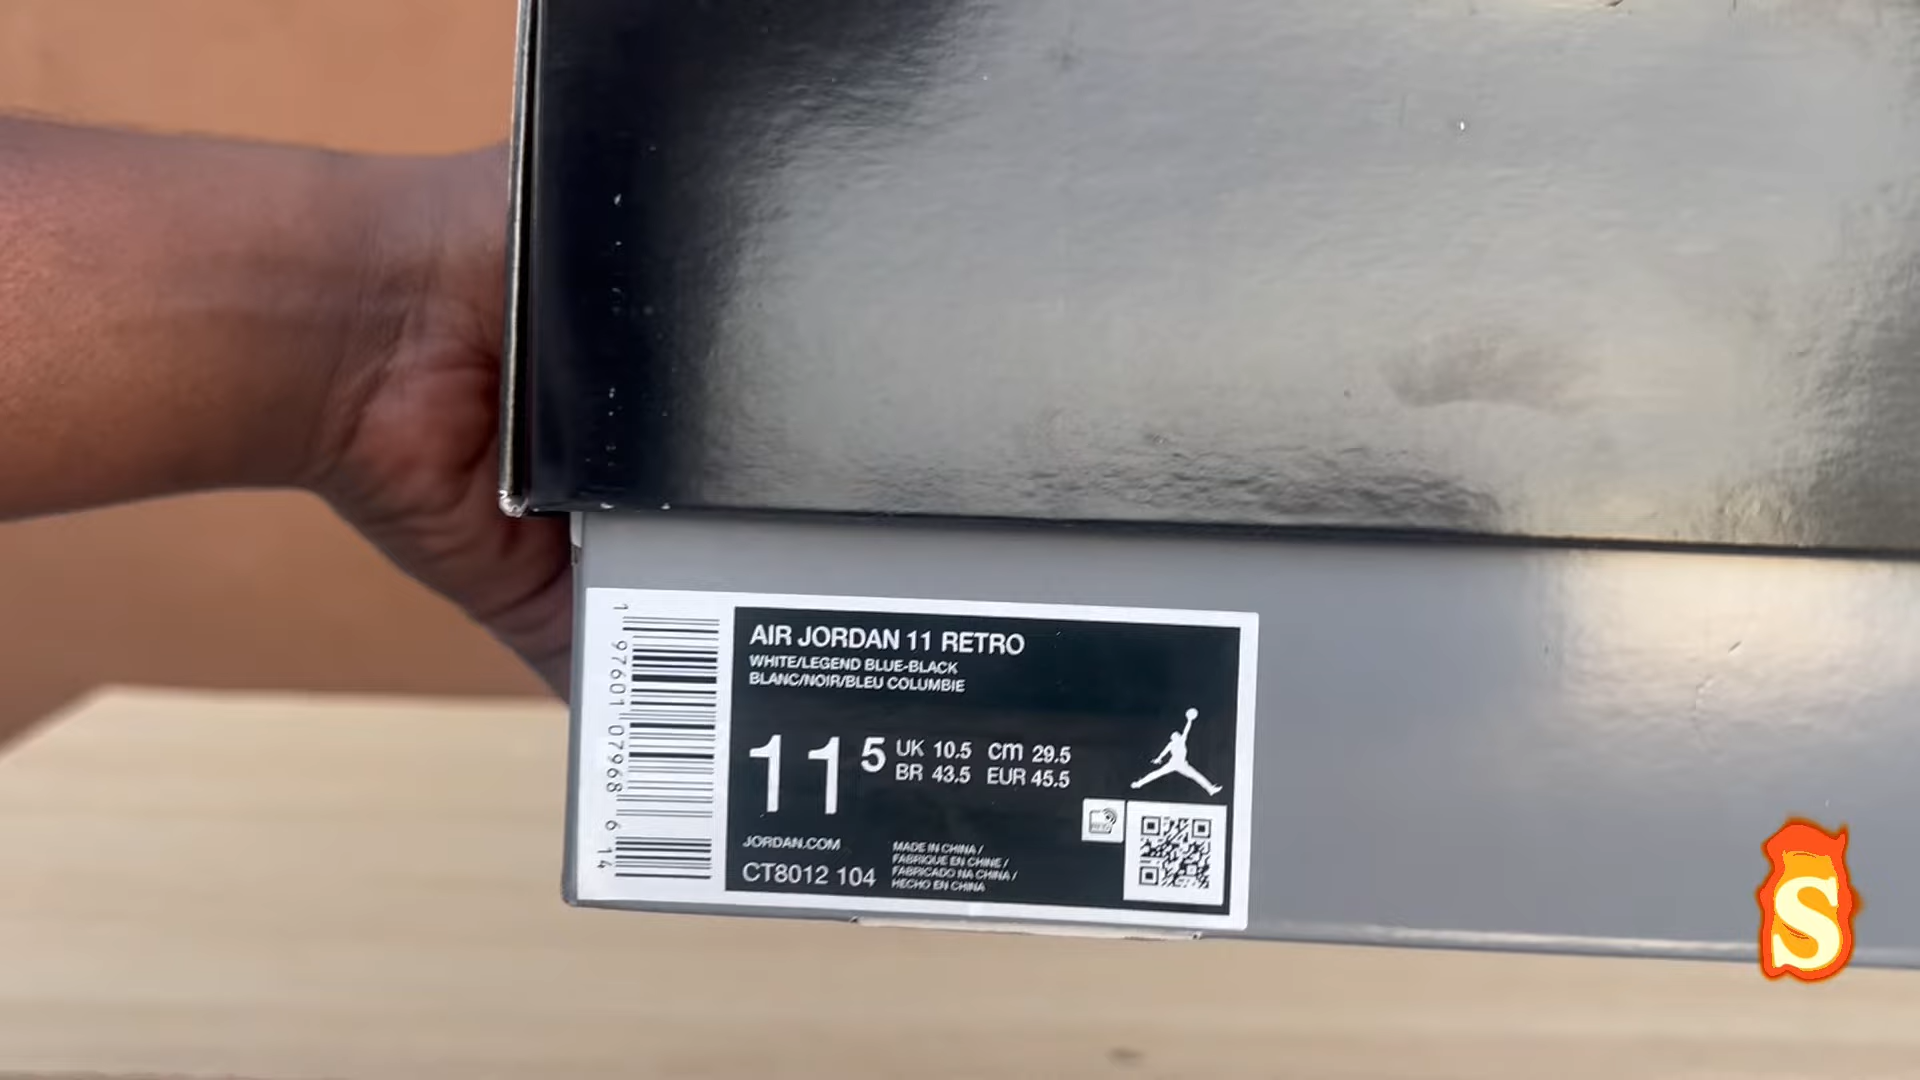 AIR JORDAN 11 RETRO
WHITE/LEGEND BLUE-BLACK
BLANC/NOIR/BLEU COLUMBIE
11 5
UK 10.5 cm 29.5
BR 43.5 EUR 45.5
JORDAN.COM
CT8012 104
MADE IN CHINA /
FABRIQUE EN CHINE /
FABRICADO NA CHINA /
HECHO EN CHINA
1 97601 07968 6 14
S